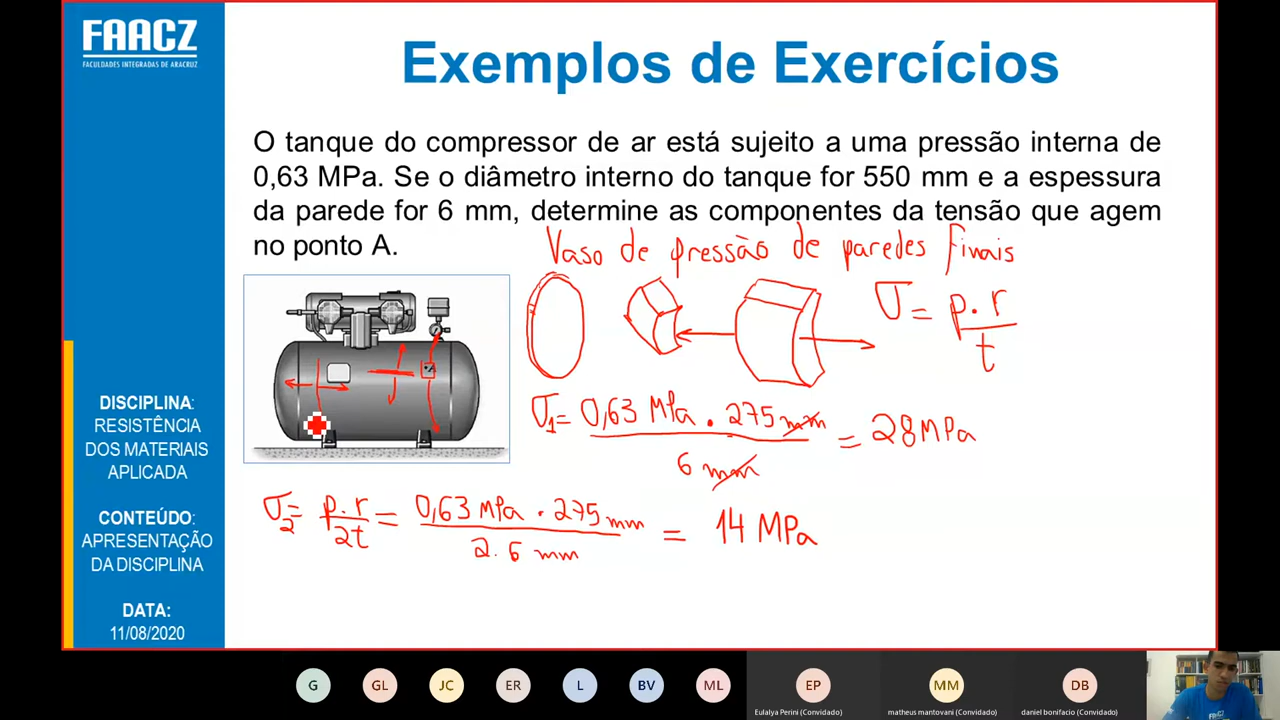 FAACZ
FACULDADES INTEGRADAS DE ARACRUZ
Exemplos de Exercícios
O tanque do compressor de ar está sujeito a uma pressão interna de
0,63 MPa. Se o diâmetro interno do tanque for 550 mm e a espessura
da parede for 6 mm, determine as componentes da tensão que agem
no ponto A.
Vaso de pressão de paredes finais
σ = p.r / t
A
σ1 = 0,63 MPa . 275 mm / 6 mm = 28 MPa
σ2 = p.r / 2t = 0,63 MPa . 275 mm / 2.6 mm = 14 MPa
DISCIPLINA:
RESISTÊNCIA
DOS MATERIAIS
APLICADA
CONTEÚDO:
APRESENTAÇÃO
DA DISCIPLINA
DATA:
11/08/2020
G GL JC ER L BV ML EP MM DB
Eulalya Perini (Convidado) matheus mantovani (Convidado) daniel bonifacio (Convidado)
FAACZ